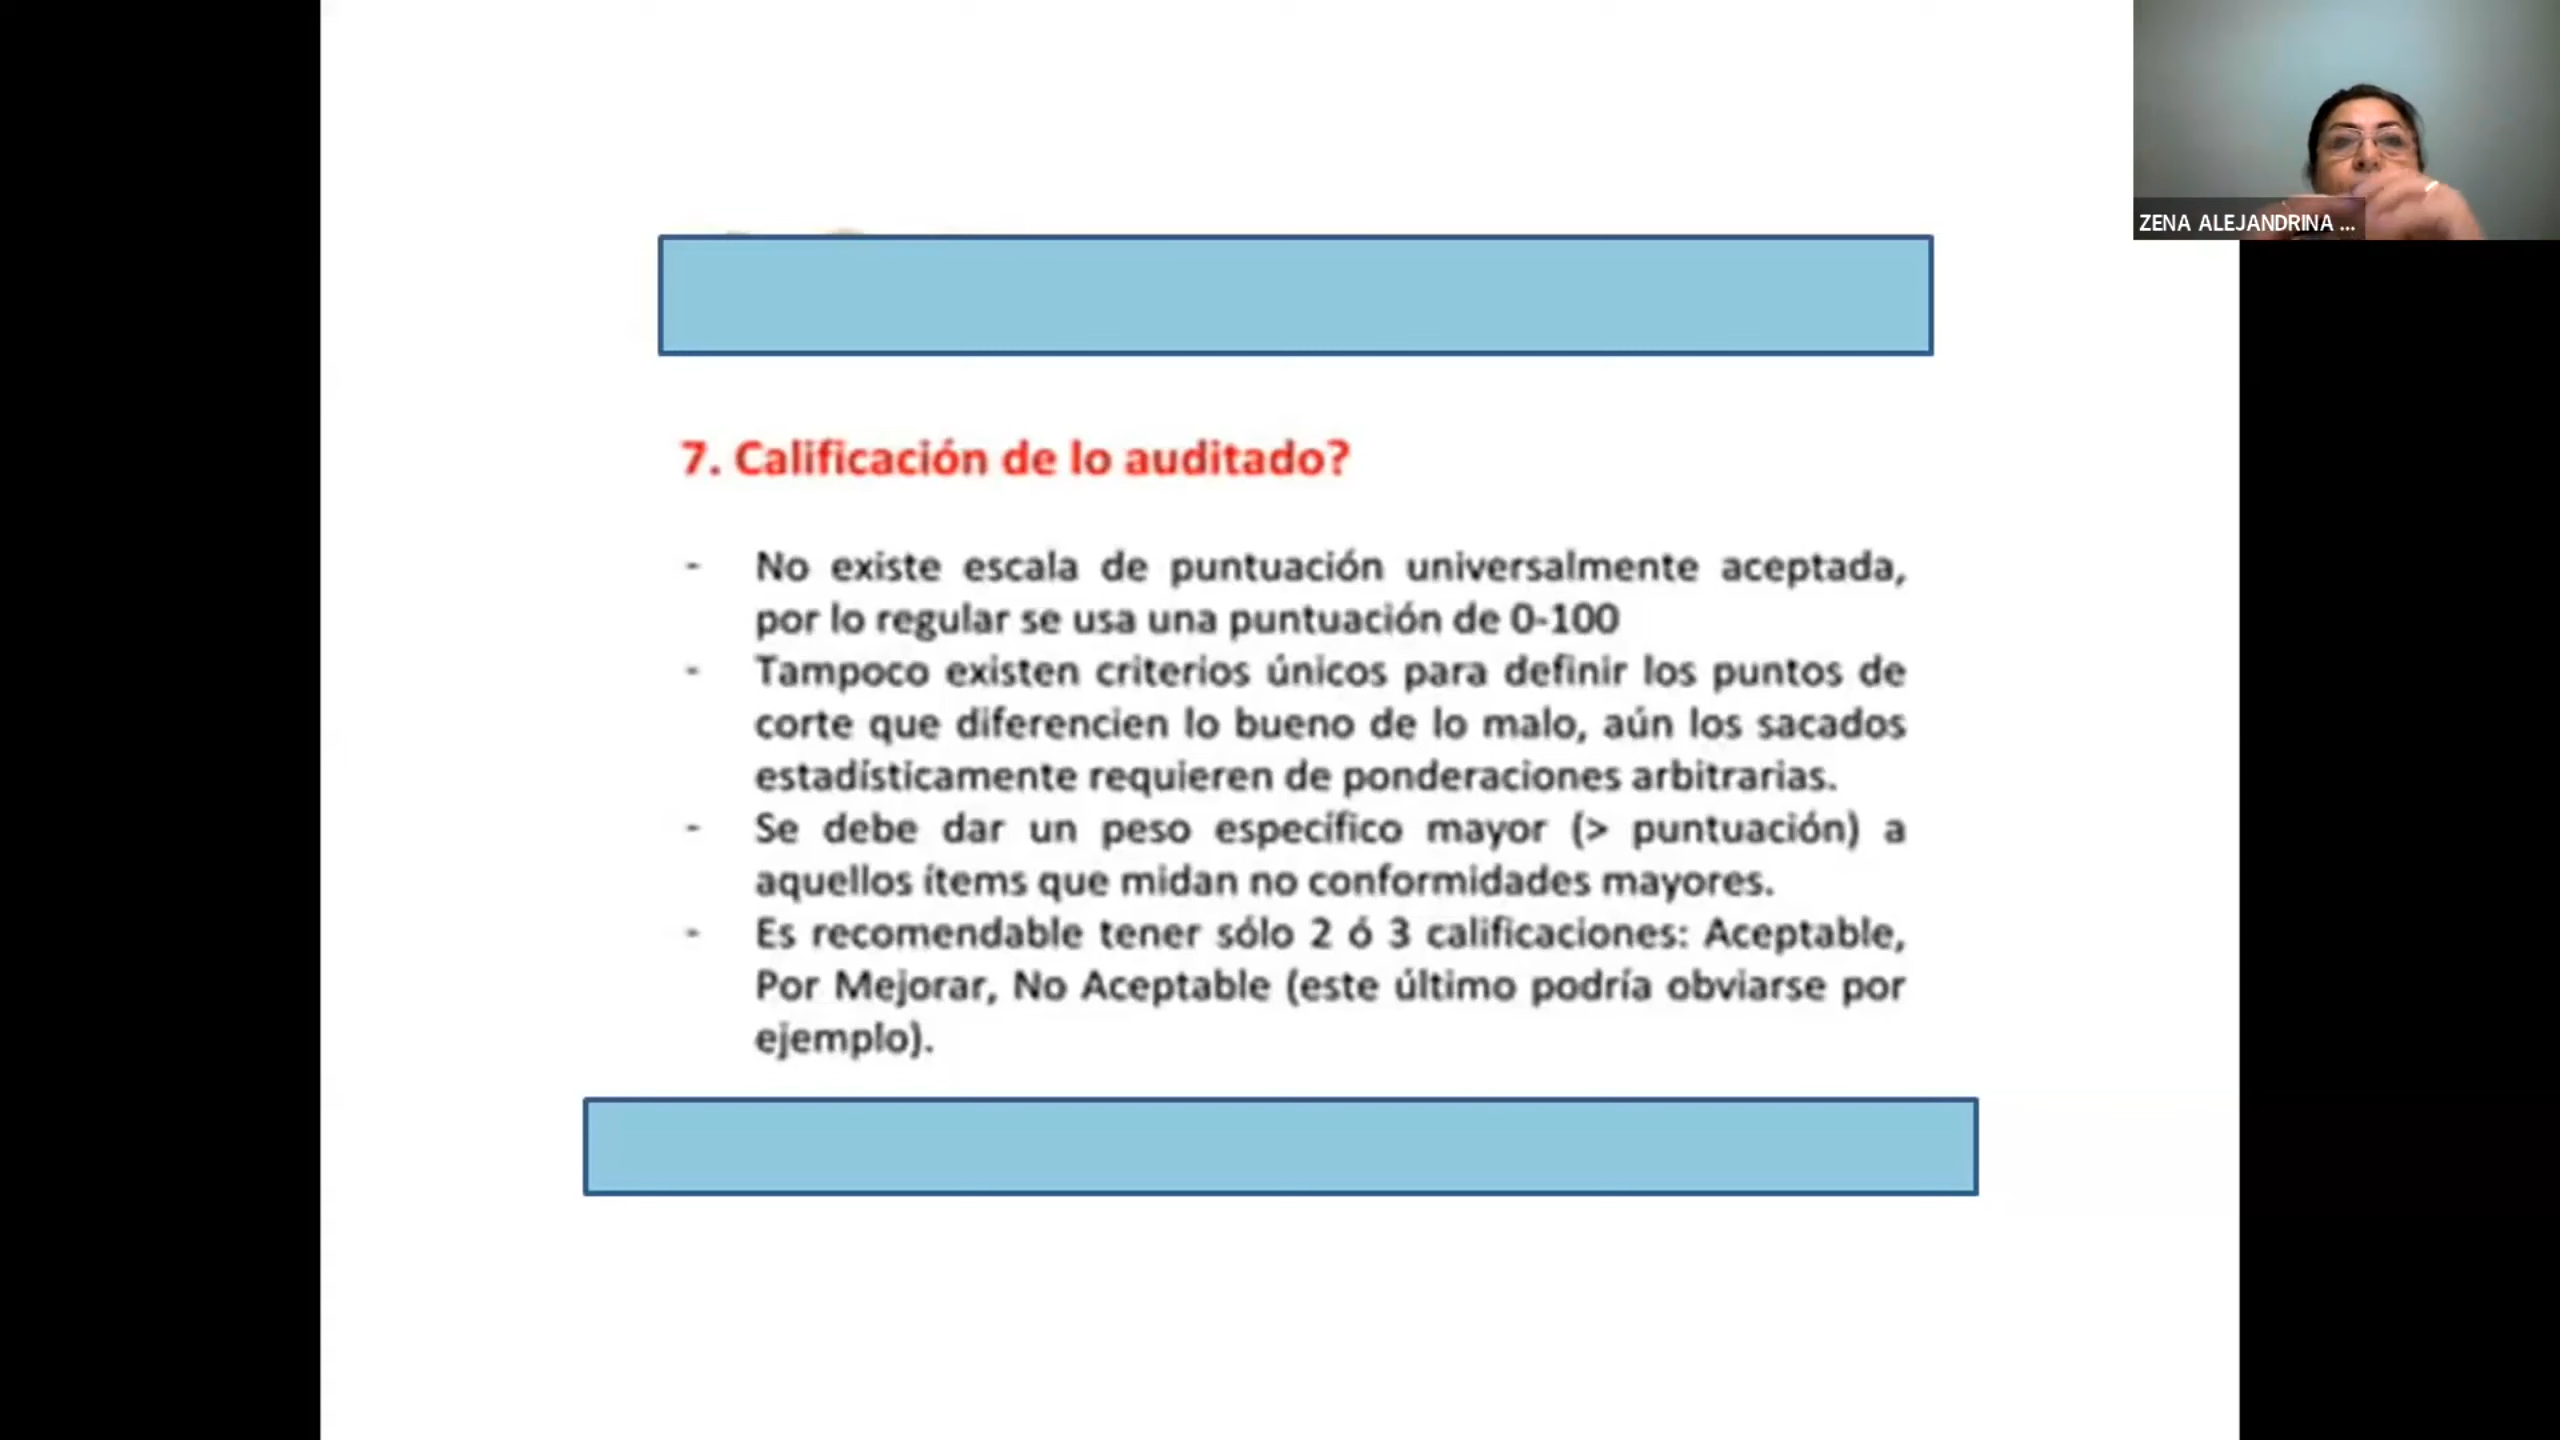 ZENA ALEJANDRINA ...
7. Calificación de lo auditado?
- No existe escala de puntuación universalmente aceptada,
por lo regular se usa una puntuación de 0-100
- Tampoco existen criterios únicos para definir los puntos de
corte que diferencien lo bueno de lo malo, aún los sacados
estadísticamente requieren de ponderaciones arbitrarias.
- Se debe dar un peso específico mayor (> puntuación) a
aquellos ítems que midan no conformidades mayores.
- Es recomendable tener sólo 2 ó 3 calificaciones: Aceptable,
Por Mejorar, No Aceptable (este último podría obviarse por
ejemplo).